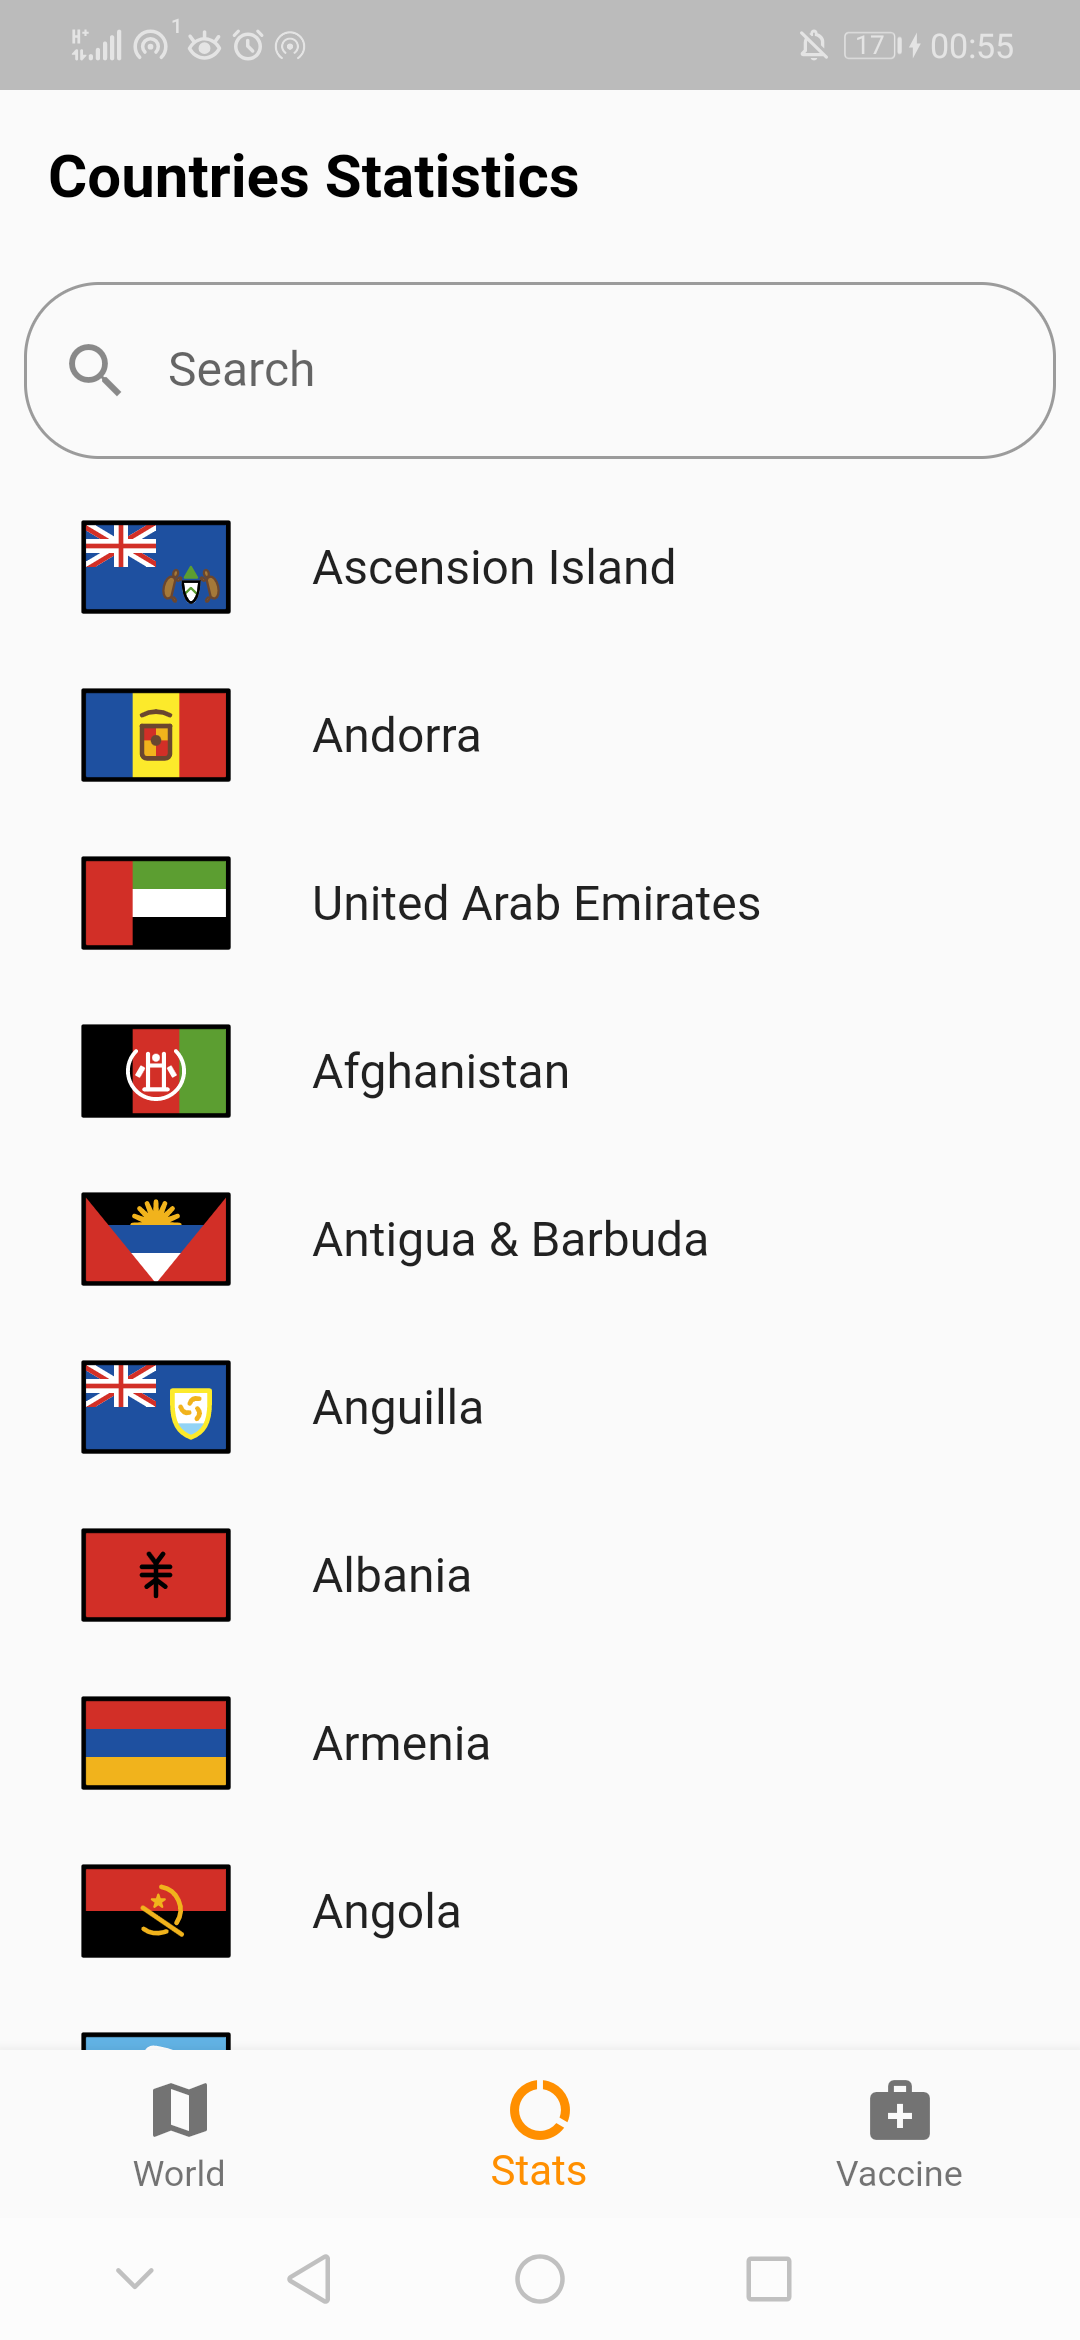 H+ 1 17 00:55
Countries Statistics
Search
Ascension Island
Andorra
United Arab Emirates
Afghanistan
Antigua & Barbuda
Anguilla
Albania
Armenia
Angola
World Stats Vaccine